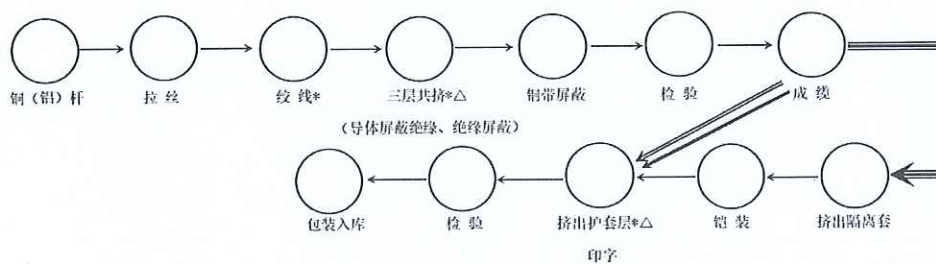 铜（铝）杆 拉 丝 绞 线* 三层共挤*△ 铜带屏蔽 检 验 成 缆
（导体屏蔽绝缘、绝缘屏蔽）
包装入库 检 验 挤出护套层*△ 铠 装 挤出隔离套
印字